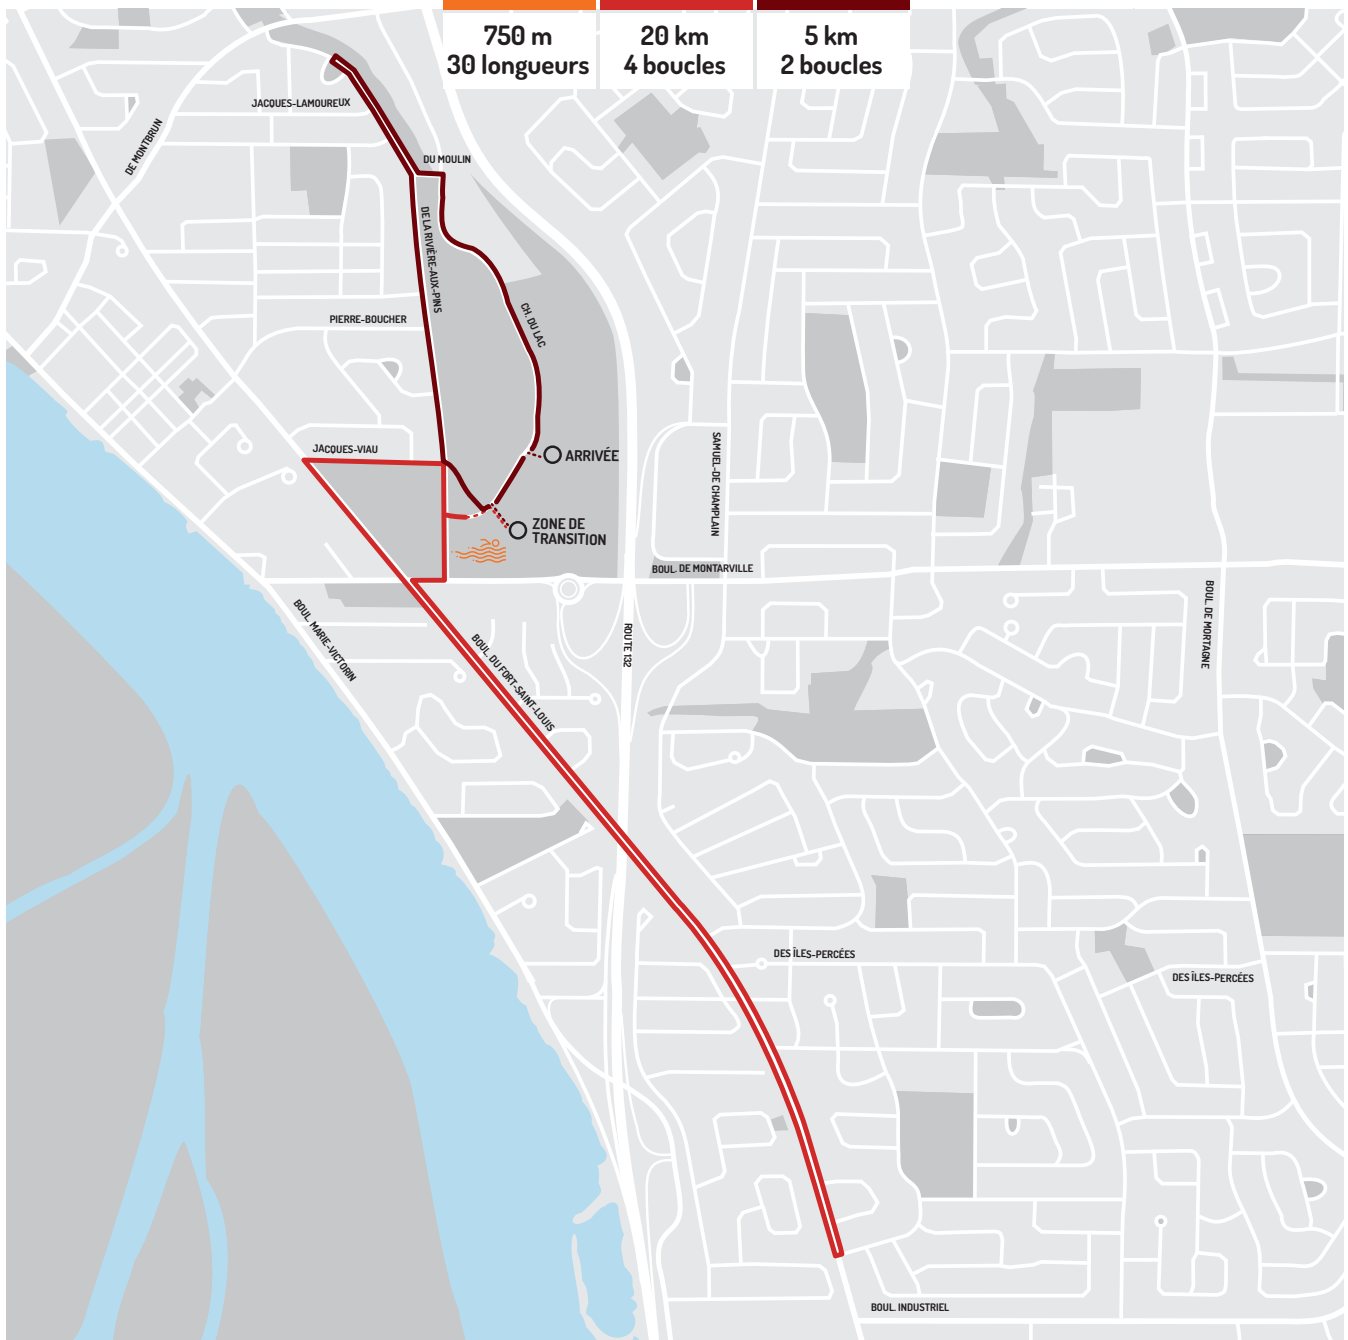 750 m
30 longueurs
20 km
4 boucles
5 km
2 boucles
JACQUES-LAMOUREUX
DE MONTBRUN
DU MOULIN
DE LA RIVIÈRE-AUX-PINS
CH. DU LAC
PIERRE-BOUCHER
JACQUES-VIAU
ARRIVÉE
SAMUEL-DE CHAMPLAIN
ZONE DE
TRANSITION
BOUL. DE MONTARVILLE
BOUL. MARIE-VICTORIN
BOUL. DU FORT-SAINT-LOUIS
ROUTE 132
BOUL. DE MORTAGNE
DES ÎLES-PERCÉES
DES ÎLES-PERCÉES
BOUL. INDUSTRIEL